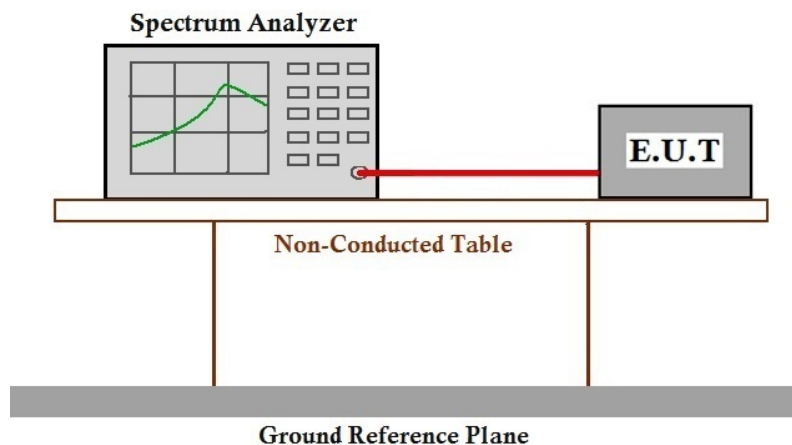 Spectrum Analyzer
E.U.T
Non-Conducted Table
Ground Reference Plane